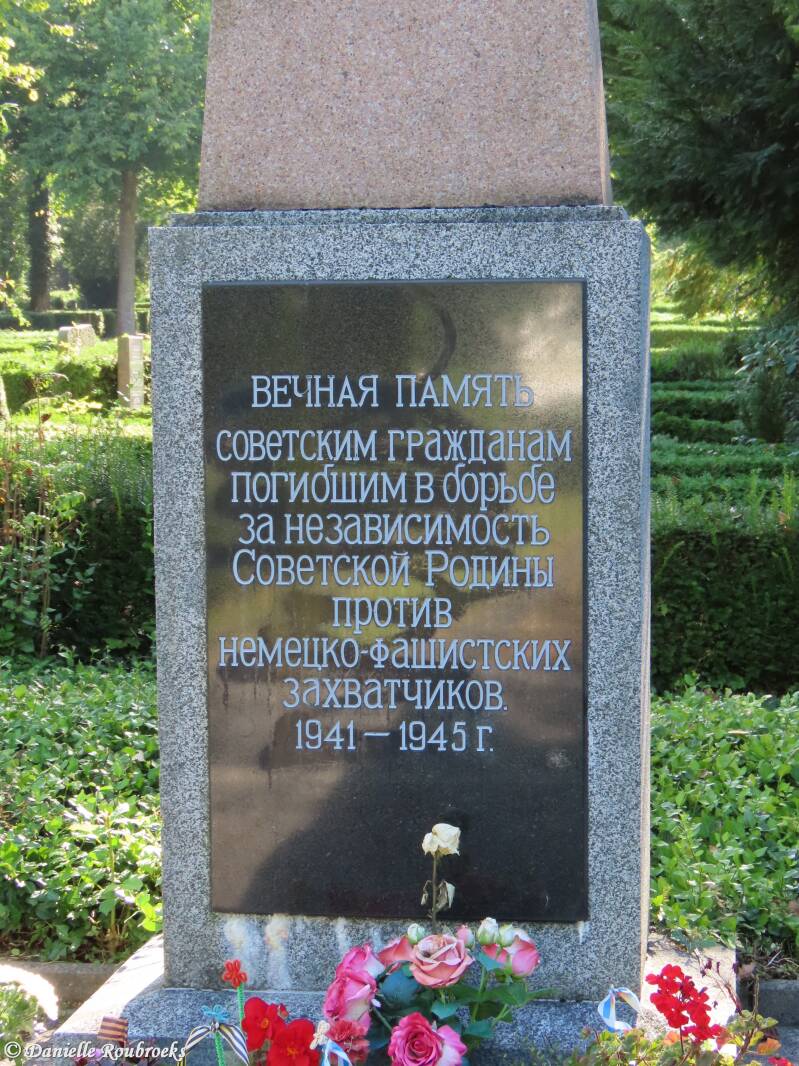 ВЕЧНАЯ ПАМЯТЬ
советским гражданам
погибшим в борьбе
за независимость
Советской Родины
против
немецко-фашистских
захватчиков.
1941 — 1945 г.
© Danielle Roubroeks